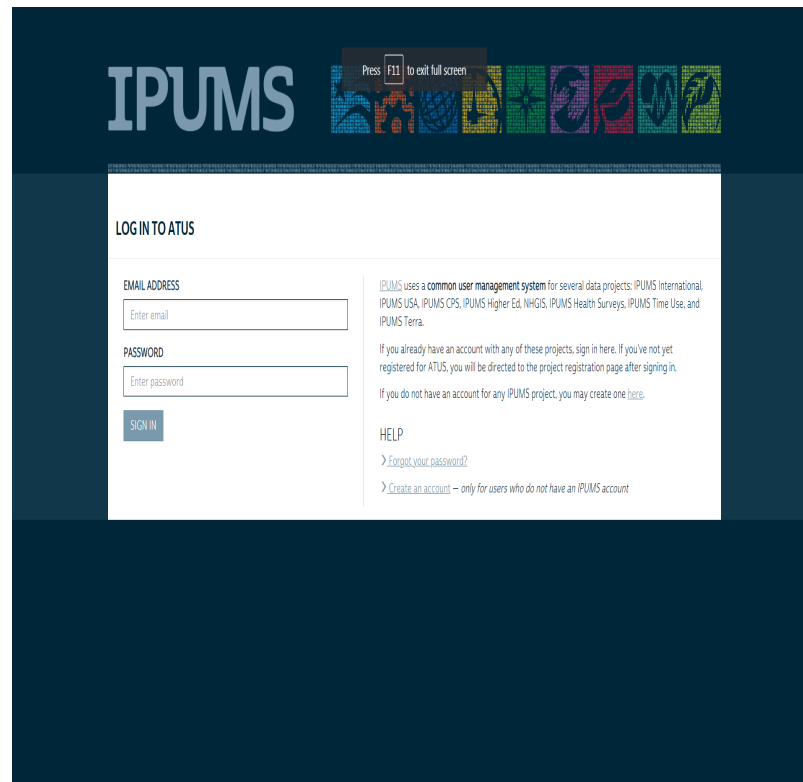 Press F11 to exit full screen
IPUMS
LOG IN TO ATUS
EMAIL ADDRESS
Enter email
PASSWORD
Enter password
SIGN IN
IPUMS uses a common user management system for several data projects: IPUMS International,
IPUMS USA, IPUMS CPS, IPUMS Higher Ed, NHGIS, IPUMS Health Surveys, IPUMS Time Use, and
IPUMS Terra.
If you already have an account with any of these projects, sign in here. If you've not yet
registered for ATUS, you will be directed to the project registration page after signing in.
If you do not have an account for any IPUMS project, you may create one here.
HELP
Forgot your password?
Create an account – only for users who do not have an IPUMS account